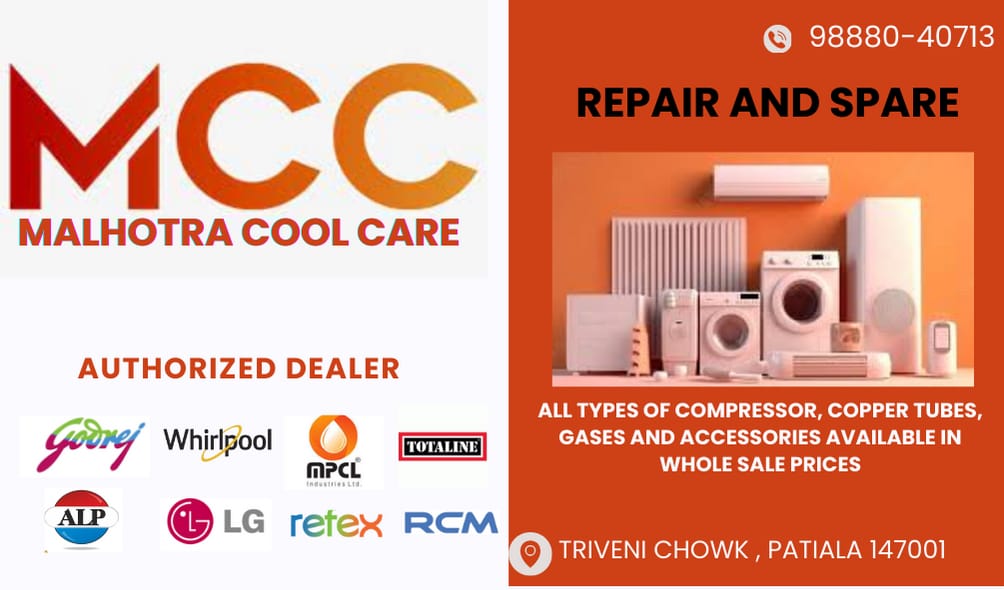 MCC
MALHOTRA COOL CARE
AUTHORIZED DEALER
Godrej
Whirlpool
MPCL
Industries Ltd.
TOTALINE
ALP
LG
retex
RCM
98880-40713
REPAIR AND SPARE
ALL TYPES OF COMPRESSOR, COPPER TUBES,
GASES AND ACCESSORIES AVAILABLE IN
WHOLE SALE PRICES
TRIVENI CHOWK , PATIALA 147001